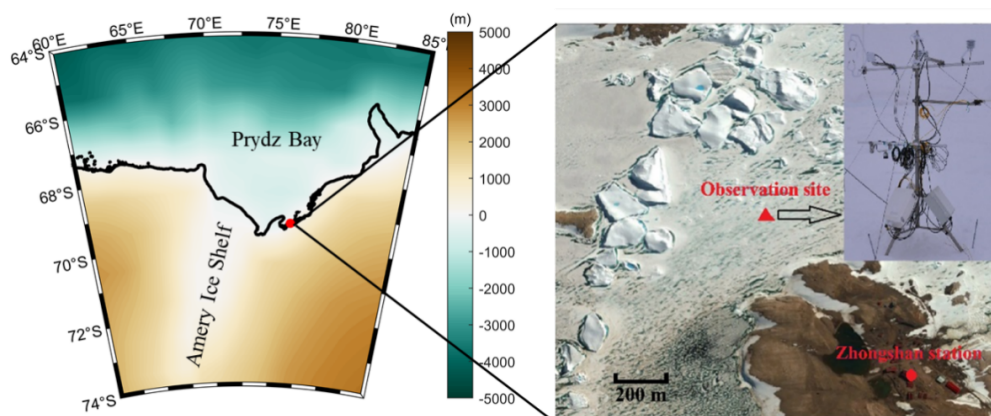 60°E
65°E
70°E
75°E
80°E
85°E
64°S
66°S
68°S
70°S
72°S
74°S
Prydz Bay
Amery Ice Shelf
(m)
5000
4000
3000
2000
1000
0
-1000
-2000
-3000
-4000
-5000
Observation site
Zhongshan station
200 m